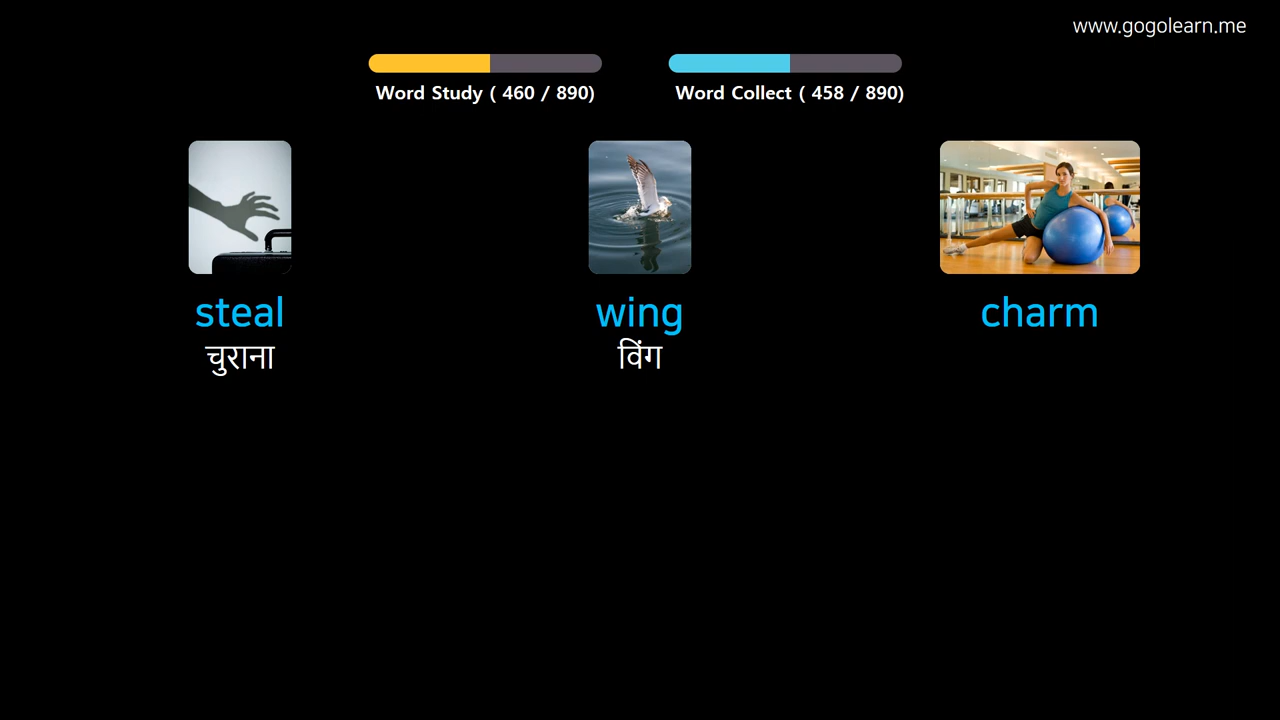 www.gogolearn.me
Word Study ( 460 / 890)
Word Collect ( 458 / 890)
steal
wing
charm
चुराना
विंग